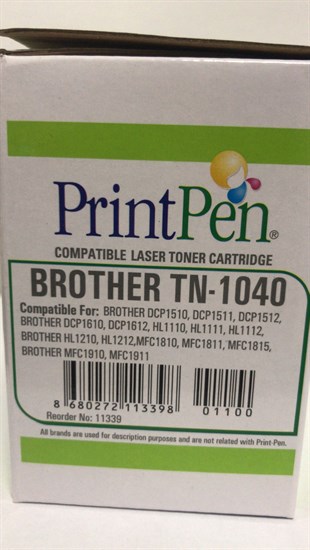 PrintPen®
COMPATIBLE LASER TONER CARTRIDGE
BROTHER TN-1040
Compatible For: BROTHER DCP1510, DCP1511, DCP1512,
BROTHER DCP1610, DCP1612, HL1110, HL1111, HL1112,
BROTHER HL1210, HL1212,MFC1810, MFC1811, MFC1815,
BROTHER MFC1910, MFC1911
8 680272 113398 01100
Reorder No: 11339
All brands are used for description purposes and are not related with Print-Pen.